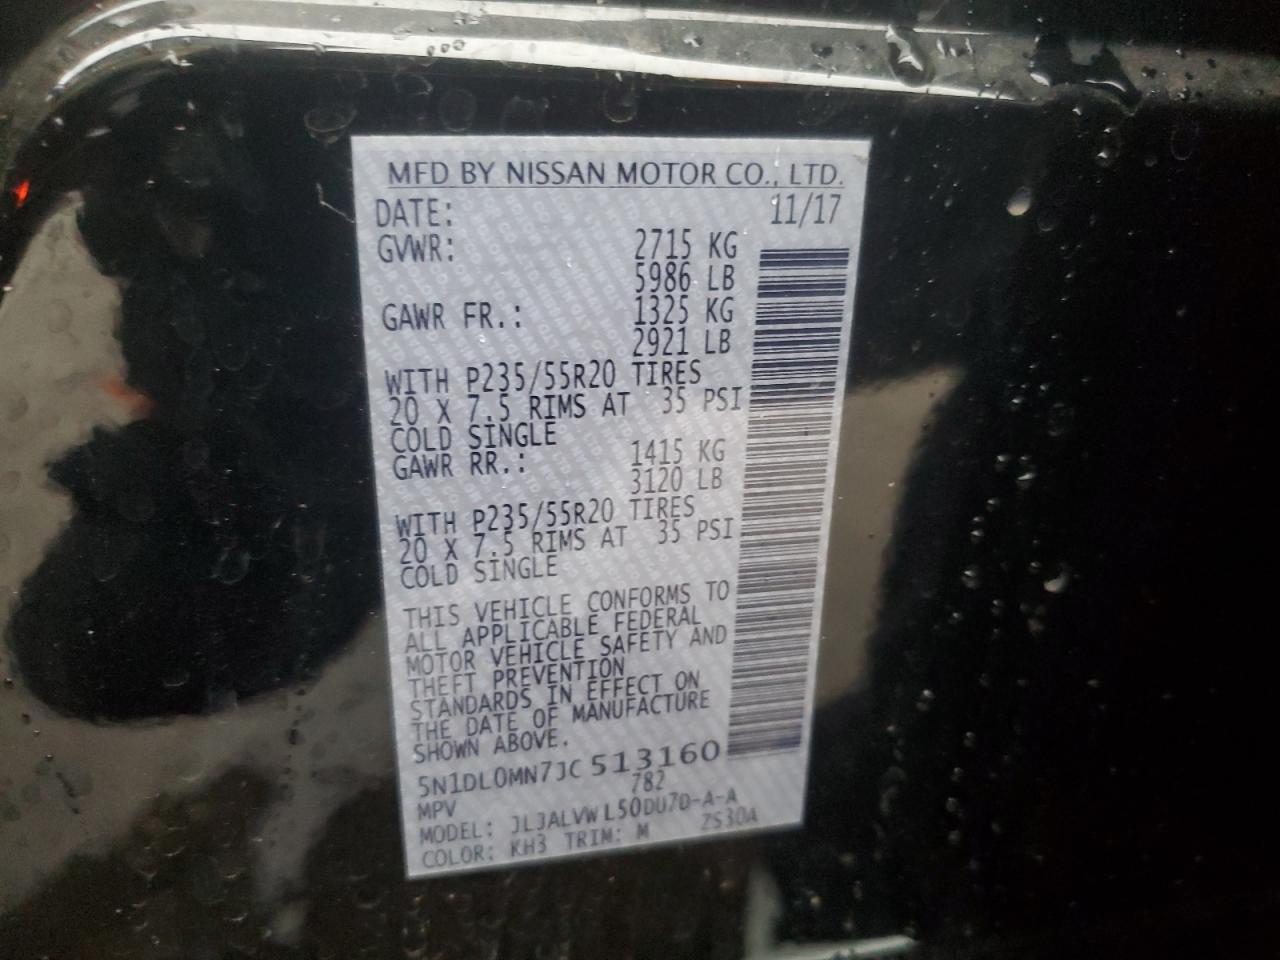 MFD BY NISSAN MOTOR CO., LTD.
DATE: 11/17
GVWR: 2715 KG
5986 LB
GAWR FR.: 1325 KG
2921 LB
WITH P235/55R20 TIRES
20 X 7.5 RIMS AT 35 PSI
COLD SINGLE
GAWR RR.: 1415 KG
3120 LB
WITH P235/55R20 TIRES
20 X 7.5 RIMS AT 35 PSI
COLD SINGLE
THIS VEHICLE CONFORMS TO
ALL APPLICABLE FEDERAL
MOTOR VEHICLE SAFETY AND
THEFT PREVENTION
STANDARDS IN EFFECT ON
THE DATE OF MANUFACTURE
SHOWN ABOVE.
5N1DL0MN7JC513160
MPV 782
MODEL: JLJALVWL50DU7D-A-A
COLOR: KH3 TRIM: M ZS30A